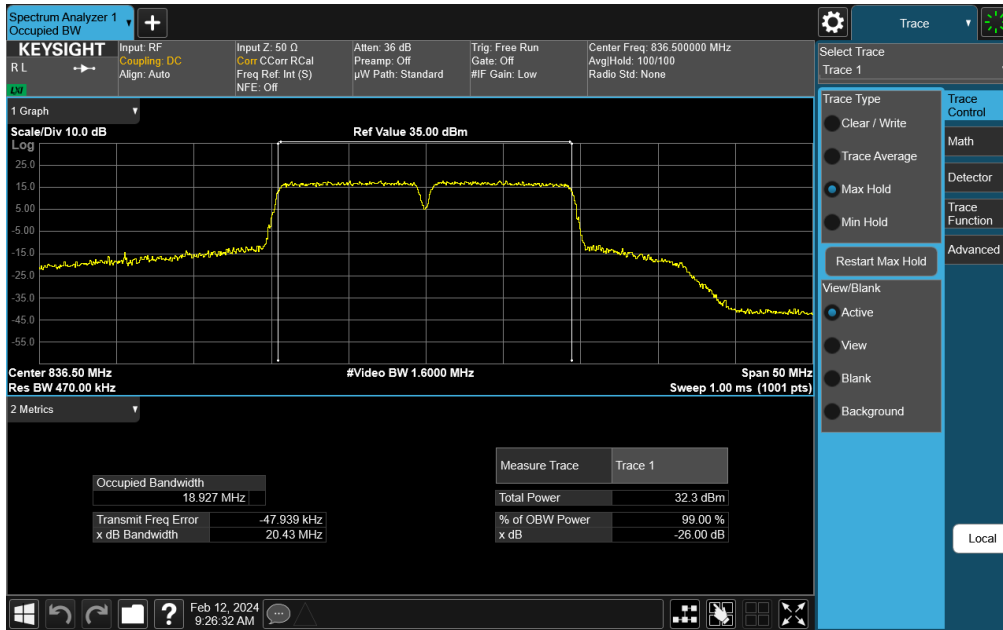 Spectrum Analyzer 1
Occupied BW
KEYSIGHT
R L
LXI
Input: RF
Coupling: DC
Align: Auto
Input Z: 50 Ω
Corr CCorr RCal
Freq Ref: Int (S)
NFE: Off
Atten: 36 dB
Preamp: Off
µW Path: Standard
Trig: Free Run
Gate: Off
#IF Gain: Low
Center Freq: 836.500000 MHz
Avg|Hold: 100/100
Radio Std: None
1 Graph
Scale/Div 10.0 dB
Ref Value 35.00 dBm
Log
25.0
15.0
5.00
-5.00
-15.0
-25.0
-35.0
-45.0
-55.0
Center 836.50 MHz
#Video BW 1.6000 MHz
Span 50 MHz
Res BW 470.00 kHz
Sweep 1.00 ms (1001 pts)
2 Metrics
Measure Trace Trace 1
Occupied Bandwidth
18.927 MHz
Total Power 32.3 dBm
Transmit Freq Error -47.939 kHz
% of OBW Power 99.00 %
x dB Bandwidth 20.43 MHz
x dB -26.00 dB
?
Feb 12, 2024
9:26:32 AM
Trace
Select Trace
Trace 1
Trace Type
Clear / Write
Trace Average
Max Hold
Min Hold
Restart Max Hold
View/Blank
Active
View
Blank
Background
Trace
Control
Math
Detector
Trace
Function
Advanced
Local